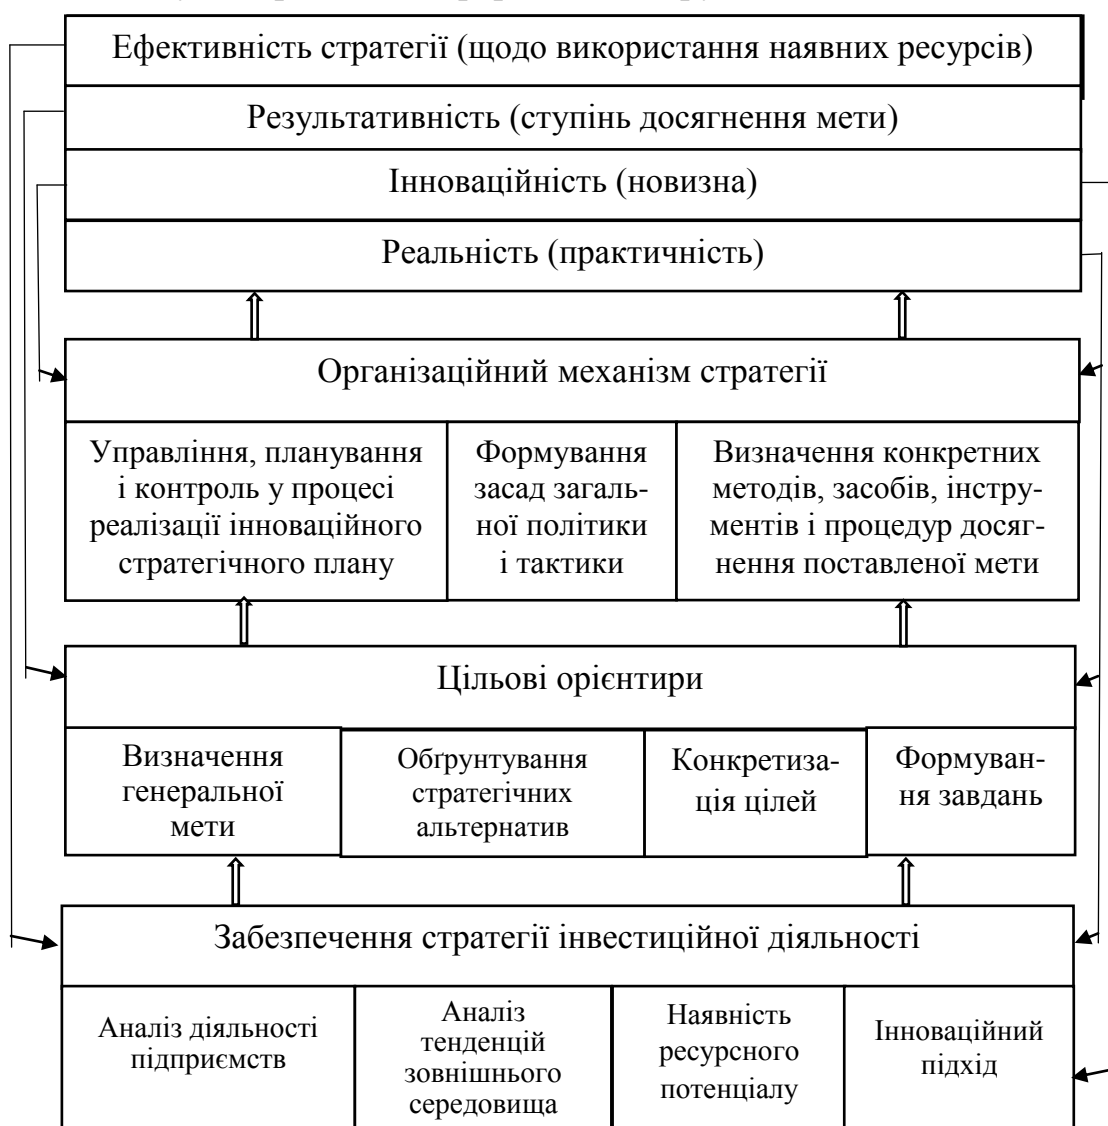 Ефективність стратегії (щодо використання наявних ресурсів)
Результативність (ступінь досягнення мети)
Інноваційність (новизна)
Реальність (практичність)
Організаційний механізм стратегії
Управління, планування
і контроль у процесі
реалізації інноваційного
стратегічного плану
Формування
засад загаль-
ної політики
і тактики
Визначення конкретних
методів, засобів, інстру-
ментів і процедур досяг-
нення поставленої мети
Цільові орієнтири
Визначення
генеральної
мети
Обґрунтування
стратегічних
альтернатив
Конкретиза-
ція цілей
Формуван-
ня завдань
Забезпечення стратегії інвестиційної діяльності
Аналіз діяльності
підприємств
Аналіз
тенденцій
зовнішнього
середовища
Наявність
ресурсного
потенціалу
Інноваційний
підхід